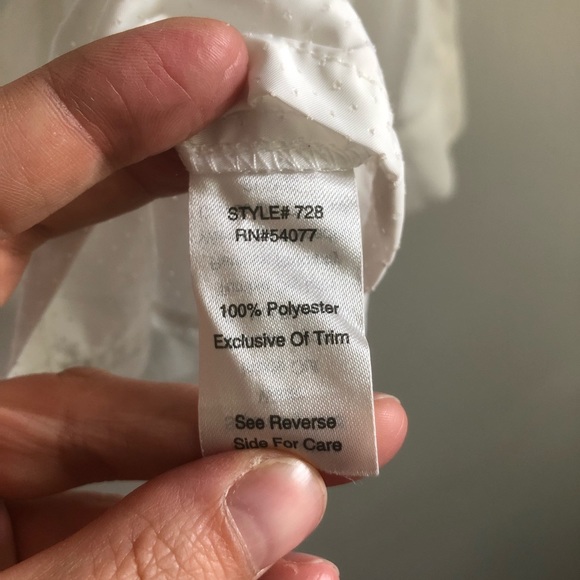 STYLE# 728
RN#54077
100% Polyester
Exclusive Of Trim
See Reverse
Side For Care